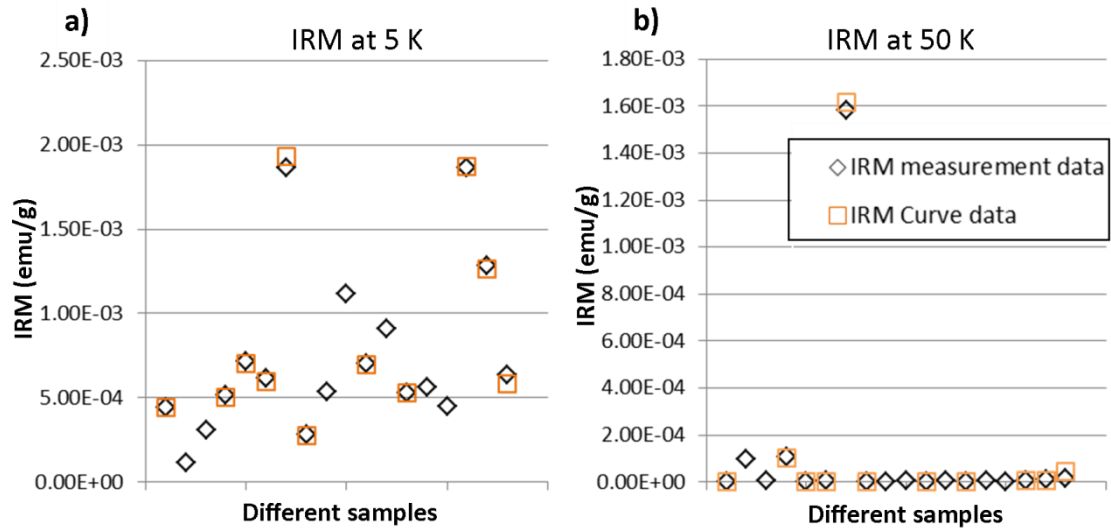 a)
IRM at 5 K
2.50E-03
2.00E-03
1.50E-03
1.00E-03
5.00E-04
0.00E+00
IRM (emu/g)
Different samples
b)
IRM at 50 K
1.80E-03
1.60E-03
1.40E-03
1.20E-03
1.00E-03
8.00E-04
6.00E-04
4.00E-04
2.00E-04
0.00E+00
IRM (emu/g)
IRM measurement data
IRM Curve data
Different samples